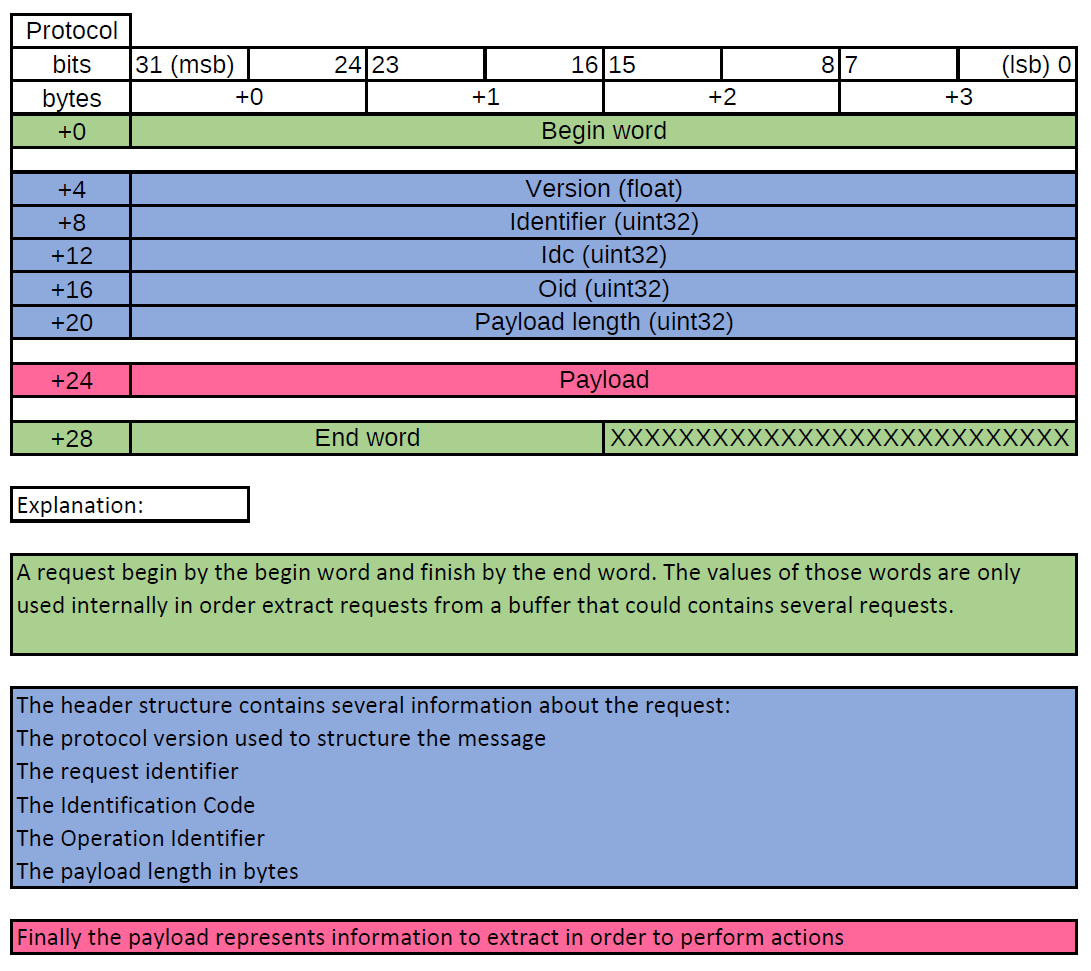 Protocol
bits 31 (msb) 24 23 16 15 8 7 (lsb) 0
bytes +0 +1 +2 +3
+0 Begin word
+4 Version (float)
+8 Identifier (uint32)
+12 Idc (uint32)
+16 Oid (uint32)
+20 Payload length (uint32)
+24 Payload
+28 End word XXXXXXXXXXXXXXXXXXXXXXXXXXX
Explanation:
A request begin by the begin word and finish by the end word. The values of those words are only
used internally in order extract requests from a buffer that could contains several requests.
The header structure contains several information about the request:
The protocol version used to structure the message
The request identifier
The Identification Code
The Operation Identifier
The payload length in bytes
Finally the payload represents information to extract in order to perform actions